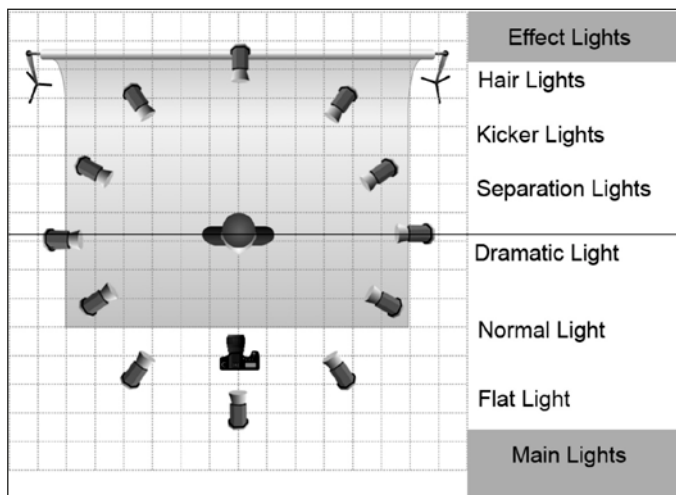 Effect Lights
Hair Lights
Kicker Lights
Separation Lights
Dramatic Light
Normal Light
Flat Light
Main Lights